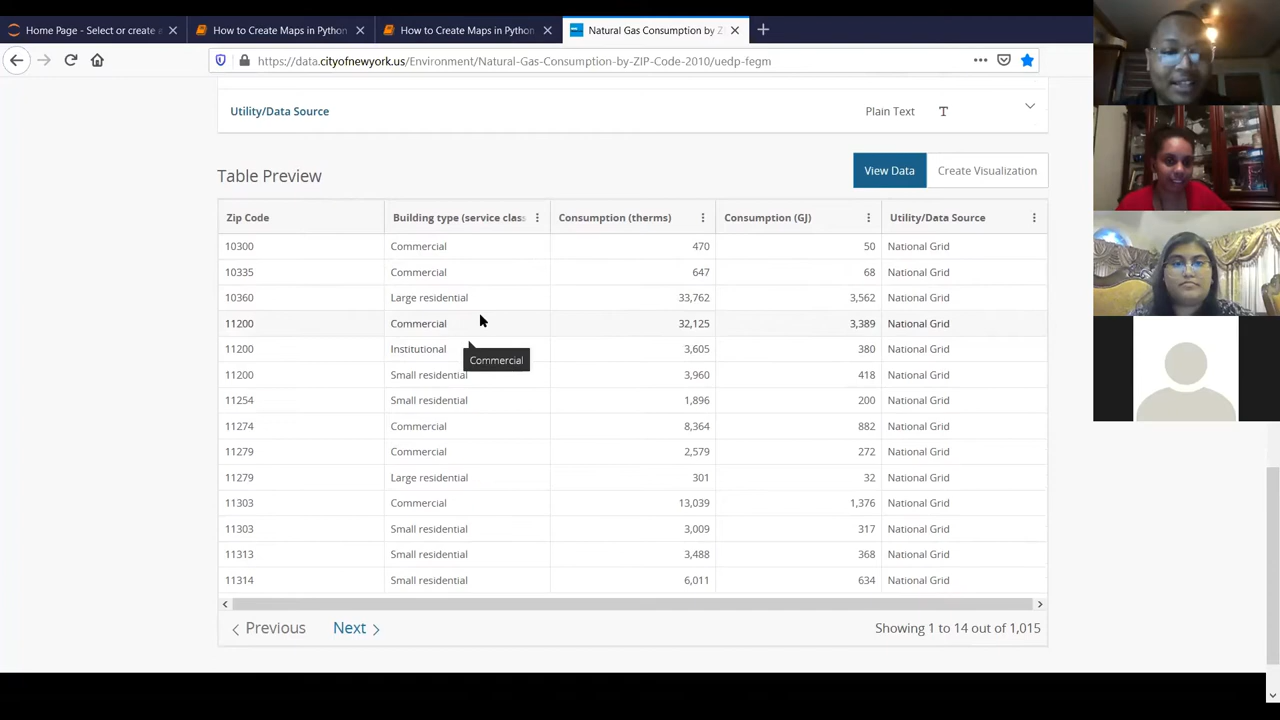 Home Page - Select or create
How to Create Maps in Python
How to Create Maps in Python
Natural Gas Consumption by Z
https://data.cityofnewyork.us/Environment/Natural-Gas-Consumption-by-ZIP-Code-2010/uedp-fegm
Utility/Data Source Plain Text T
Table Preview View Data Create Visualization
Zip Code Building type (service clas Consumption (therms) Consumption (GJ) Utility/Data Source
10300 Commercial 470 50 National Grid
10335 Commercial 647 68 National Grid
10360 Large residential 33,762 3,562 National Grid
11200 Commercial 32,125 3,389 National Grid
11200 Institutional 3,605 380 National Grid
Commercial
11200 Small residential 3,960 418 National Grid
11254 Small residential 1,896 200 National Grid
11274 Commercial 8,364 882 National Grid
11279 Commercial 2,579 272 National Grid
11279 Large residential 301 32 National Grid
11303 Commercial 13,039 1,376 National Grid
11303 Small residential 3,009 317 National Grid
11313 Small residential 3,488 368 National Grid
11314 Small residential 6,011 634 National Grid
Previous Next Showing 1 to 14 out of 1,015